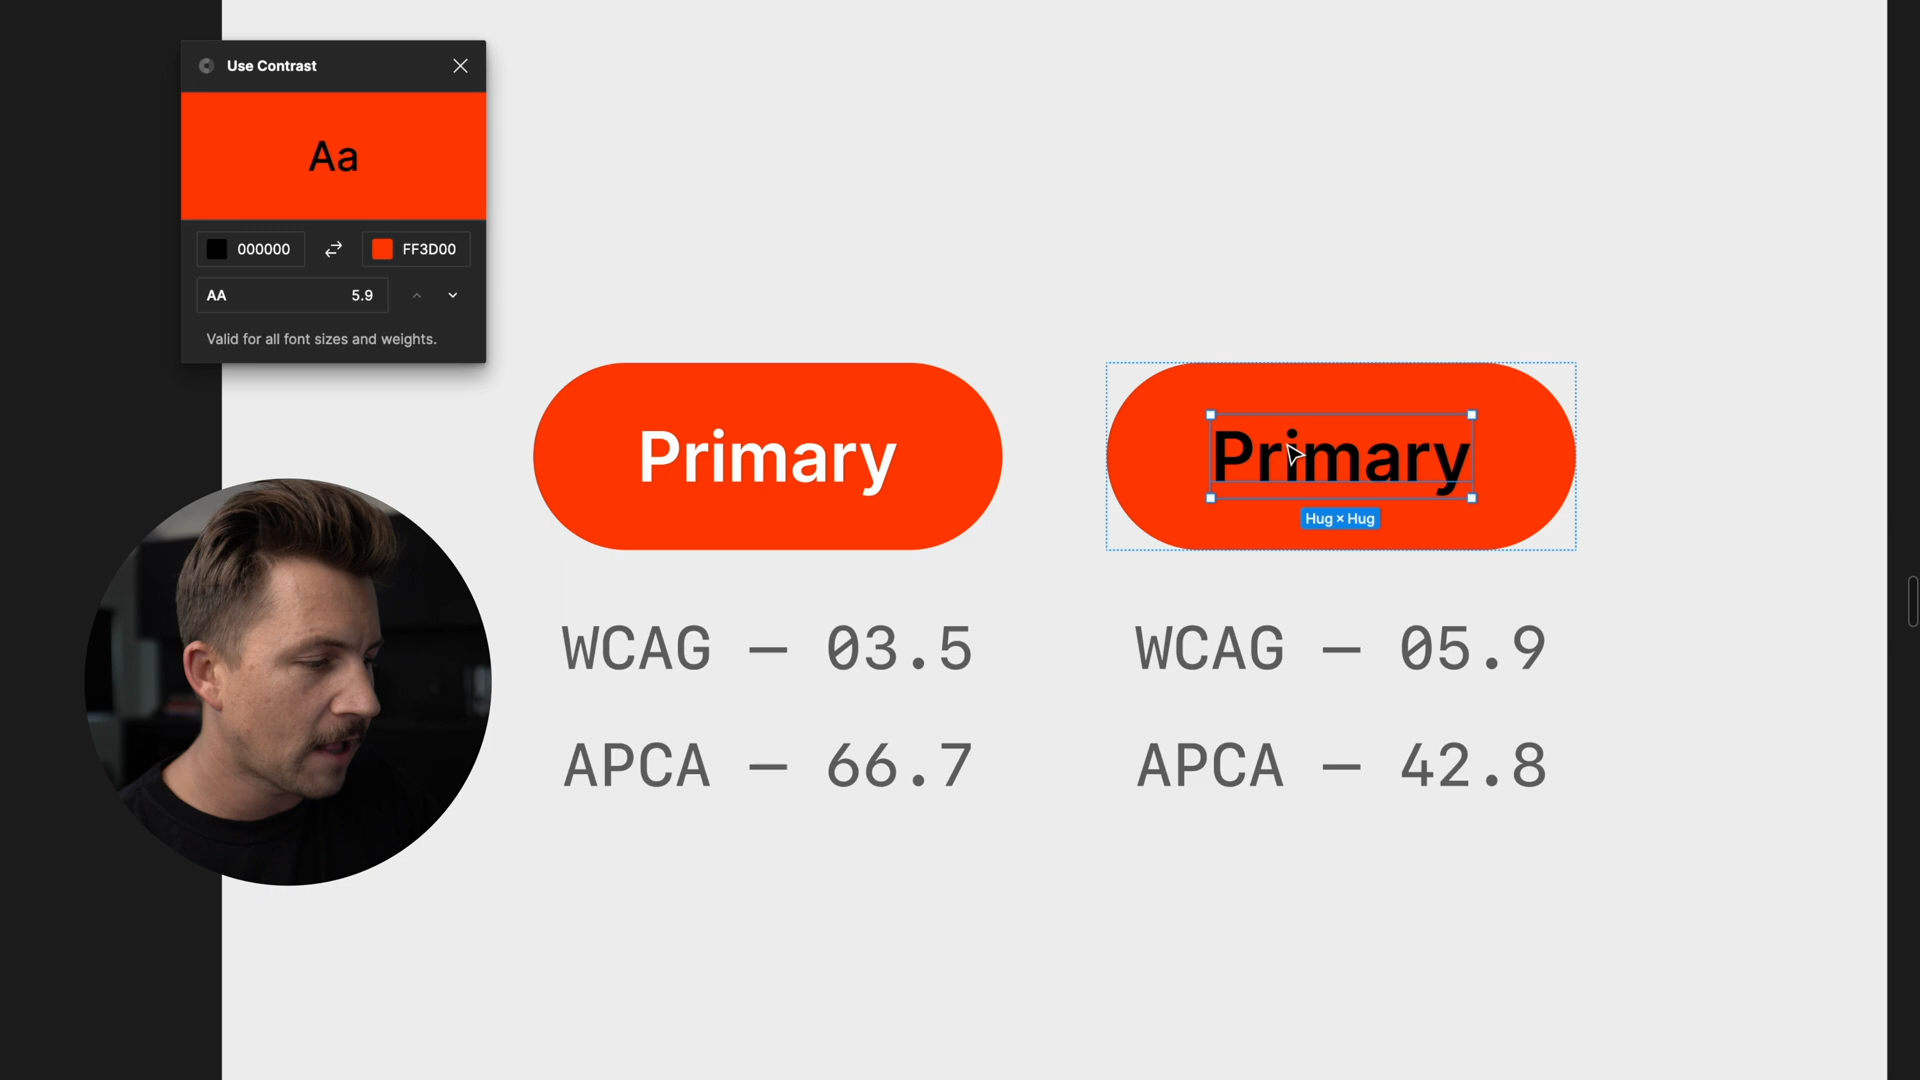 Use Contrast
Aa
000000
FF3D00
AA 5.9
Valid for all font sizes and weights.
Primary
WCAG — 03.5
APCA — 66.7
Primary
Hug × Hug
WCAG — 05.9
APCA — 42.8